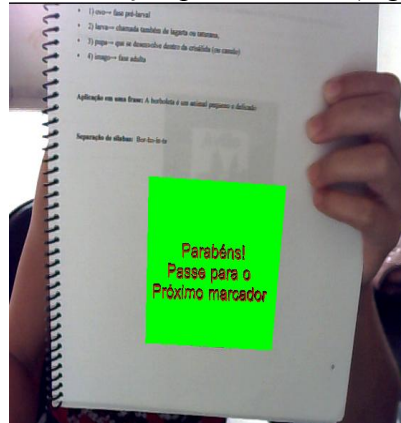 • 1) ovo→ fase pré-larval
• 2) larva→ chamada também de lagarta ou taturana,
• 3) pupa→ que se desenvolve dentro da crisálida (ou casulo)
• 4) imago→ fase adulta
Aplicação em uma frase: A borboleta é um animal pequeno e delicado
Separação de sílabas: Bor-bo-le-ta
Parabéns!
Passe para o
Próximo marcador